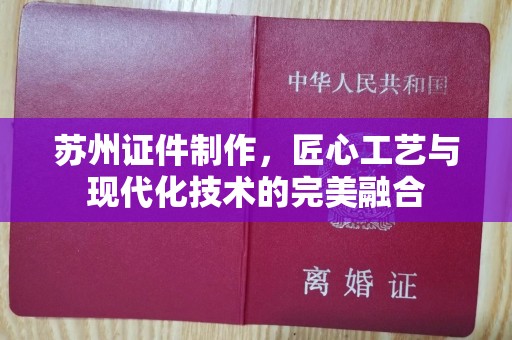 中华人民共和国
苏州证件制作，匠心工艺与
现代化技术的完美融合
离婚证